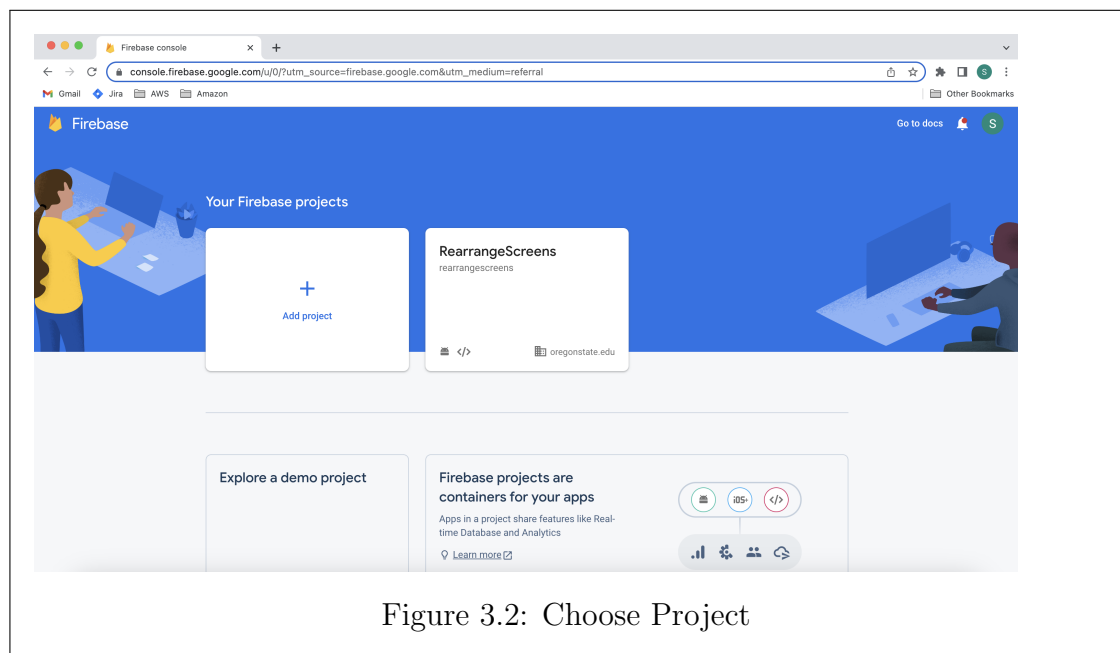 Firebase console
console.firebase.google.com/u/0/?utm_source=firebase.google.com&utm_medium=referral
S
Gmail Jira AWS Amazon Other Bookmarks
Firebase Go to docs S
Your Firebase projects
RearrangeScreens
rearrangescreens
Add project
oregonstate.edu
Explore a demo project
Firebase projects are
containers for your apps
iOS+
Apps in a project share features like Real-
time Database and Analytics
Learn more
Figure 3.2: Choose Project